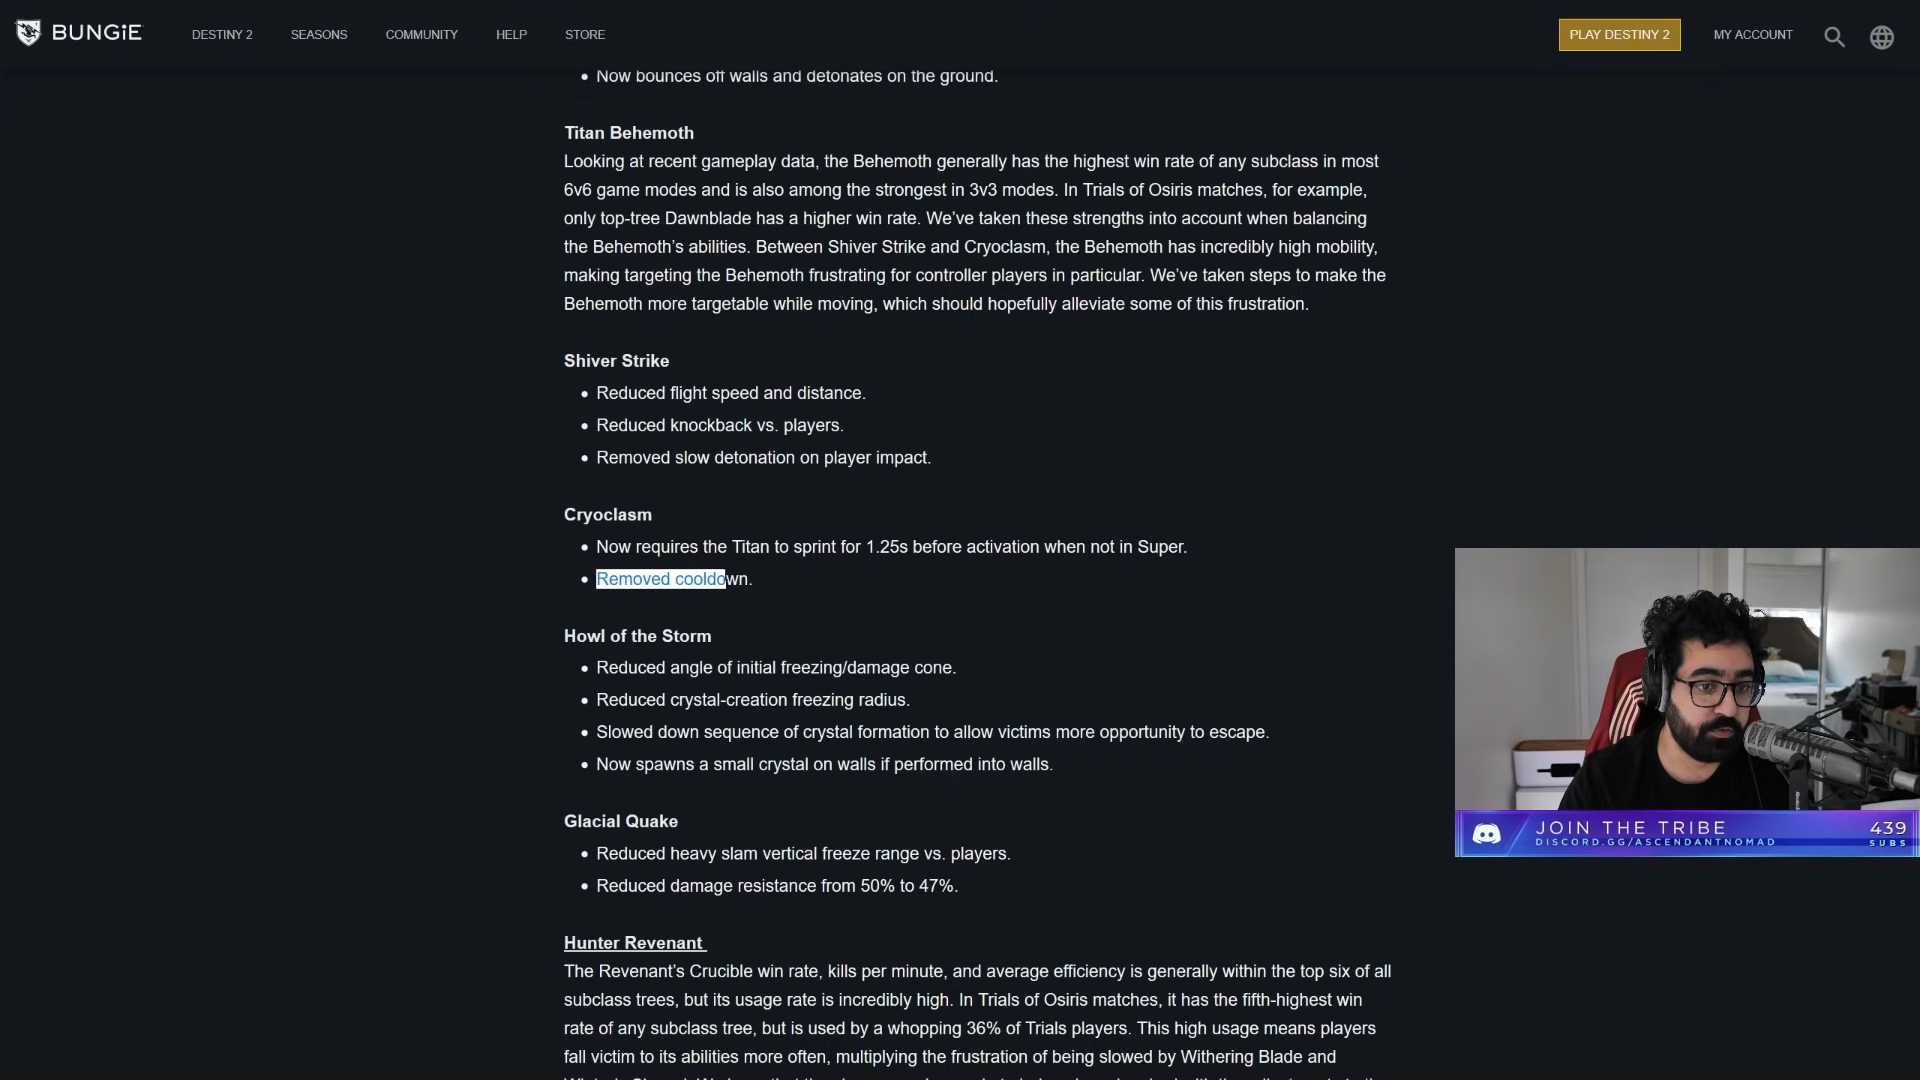 BUNGiE
DESTINY 2
SEASONS
COMMUNITY
HELP
STORE
PLAY DESTINY 2
MY ACCOUNT
Now bounces off walls and detonates on the ground.
Titan Behemoth
Looking at recent gameplay data, the Behemoth generally has the highest win rate of any subclass in most
6v6 game modes and is also among the strongest in 3v3 modes. In Trials of Osiris matches, for example,
only top-tree Dawnblade has a higher win rate. We’ve taken these strengths into account when balancing
the Behemoth’s abilities. Between Shiver Strike and Cryoclasm, the Behemoth has incredibly high mobility,
making targeting the Behemoth frustrating for controller players in particular. We’ve taken steps to make the
Behemoth more targetable while moving, which should hopefully alleviate some of this frustration.
Shiver Strike
• Reduced flight speed and distance.
• Reduced knockback vs. players.
• Removed slow detonation on player impact.
Cryoclasm
• Now requires the Titan to sprint for 1.25s before activation when not in Super.
• Removed cooldown.
Howl of the Storm
• Reduced angle of initial freezing/damage cone.
• Reduced crystal-creation freezing radius.
• Slowed down sequence of crystal formation to allow victims more opportunity to escape.
• Now spawns a small crystal on walls if performed into walls.
Glacial Quake
• Reduced heavy slam vertical freeze range vs. players.
• Reduced damage resistance from 50% to 47%.
Hunter Revenant
The Revenant’s Crucible win rate, kills per minute, and average efficiency is generally within the top six of all
subclass trees, but its usage rate is incredibly high. In Trials of Osiris matches, it has the fifth-highest win
rate of any subclass tree, but is used by a whopping 36% of Trials players. This high usage means players
fall victim to its abilities more often, multiplying the frustration of being slowed by Withering Blade and
JOIN THE TRIBE
DISCORD.GG/ASCENDANTNOMAD
439
SUBS